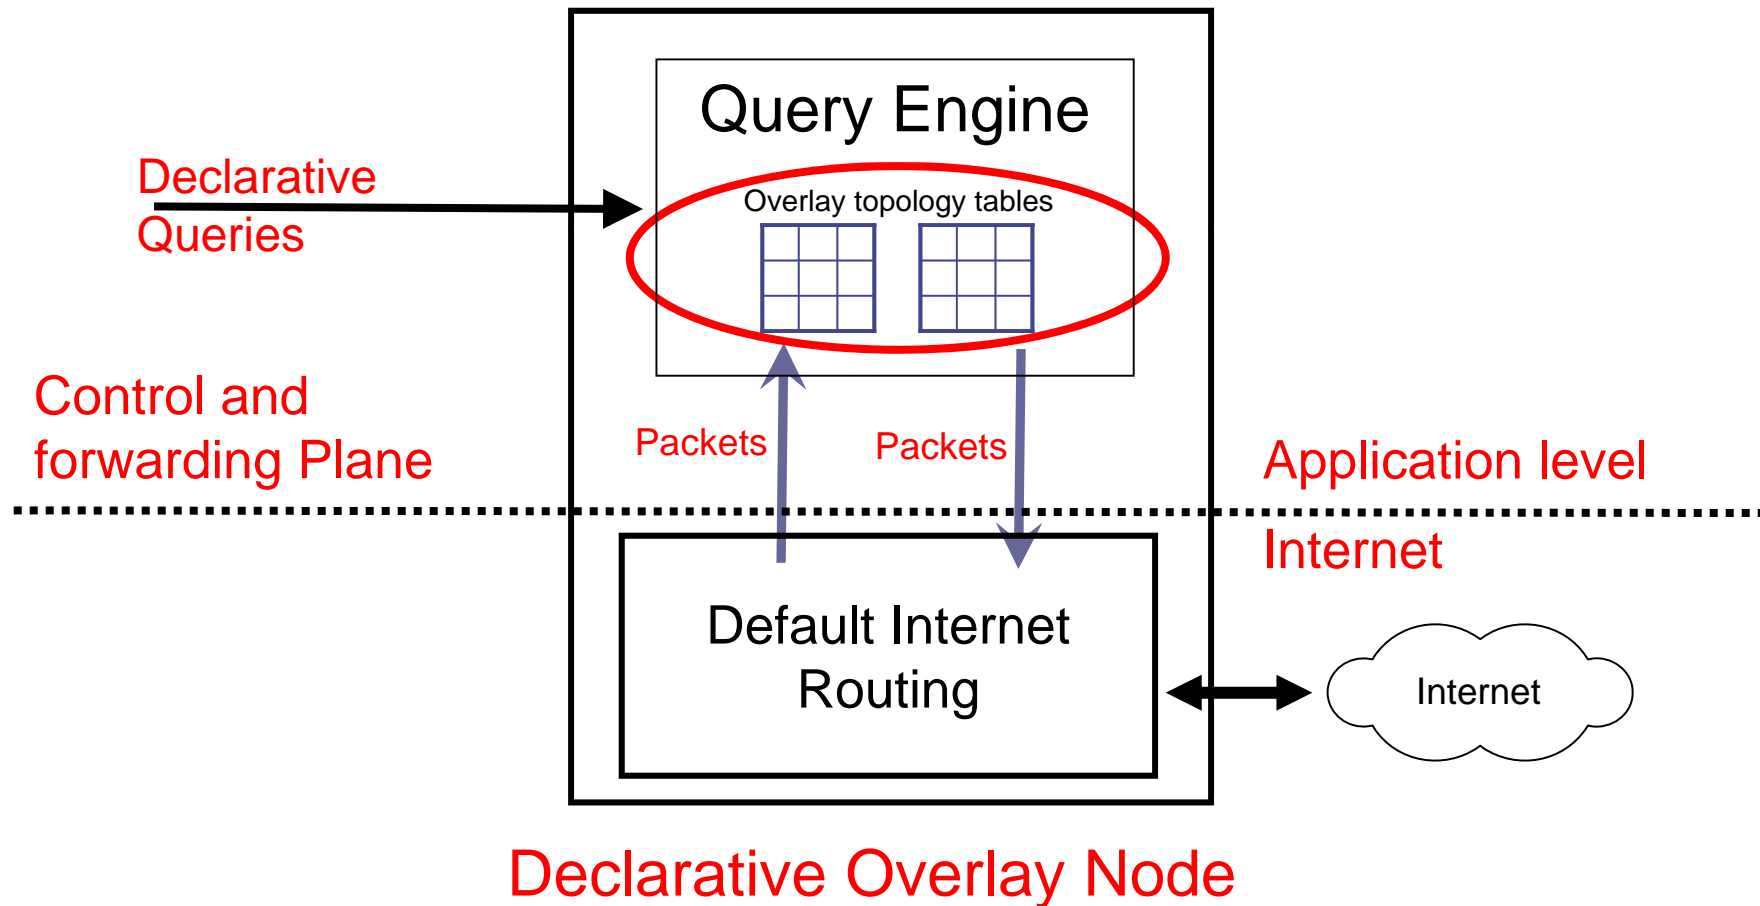 Query Engine
Declarative
Queries
Overlay topology tables
Control and
forwarding Plane
Packets
Packets
Application level
Internet
Default Internet
Routing
Internet
Declarative Overlay Node